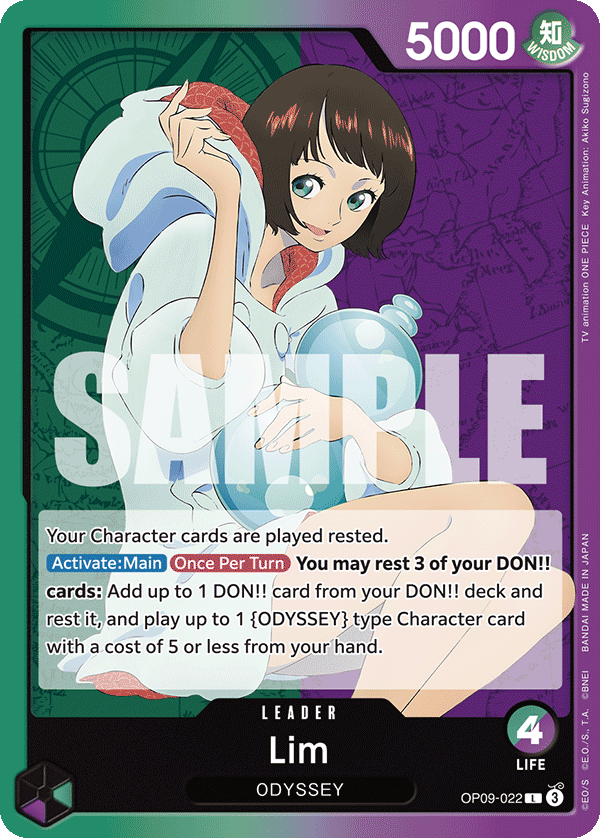 5000
知
WISDOM
TV animation ONE PIECE Key Animation: Akiko Sugizono
SAMPLE
Your Character cards are played rested.
Activate:Main Once Per Turn You may rest 3 of your DON!!
cards: Add up to 1 DON!! card from your DON!! deck and
rest it, and play up to 1 {ODYSSEY} type Character card
with a cost of 5 or less from your hand.
©EO/S ©E.O./S., T.A. ©BNEI BANDAI MADE IN JAPAN
LEADER
Lim
ODYSSEY
4
LIFE
OP09-022 L 3